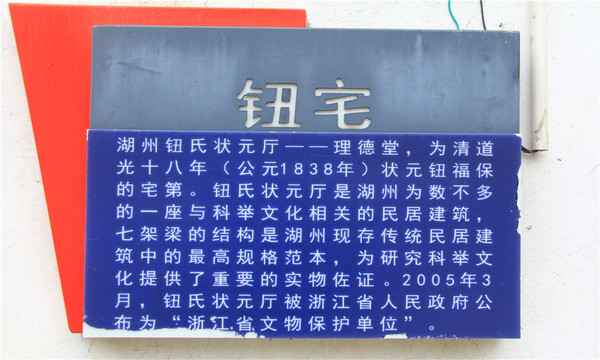 钮宅
湖州钮氏状元厅——理德堂，为清道
光十八年（公元1838年）状元钮福保
的宅第。钮氏状元厅是湖州为数不多
的一座与科举文化相关的民居建筑，
七架梁的结构是湖州现存传统民居建
筑中的最高规格范本，为研究科举文
化提供了重要的实物佐证。2005年3
月，钮氏状元厅被浙江省人民政府公
布为“浙江省文物保护单位”。